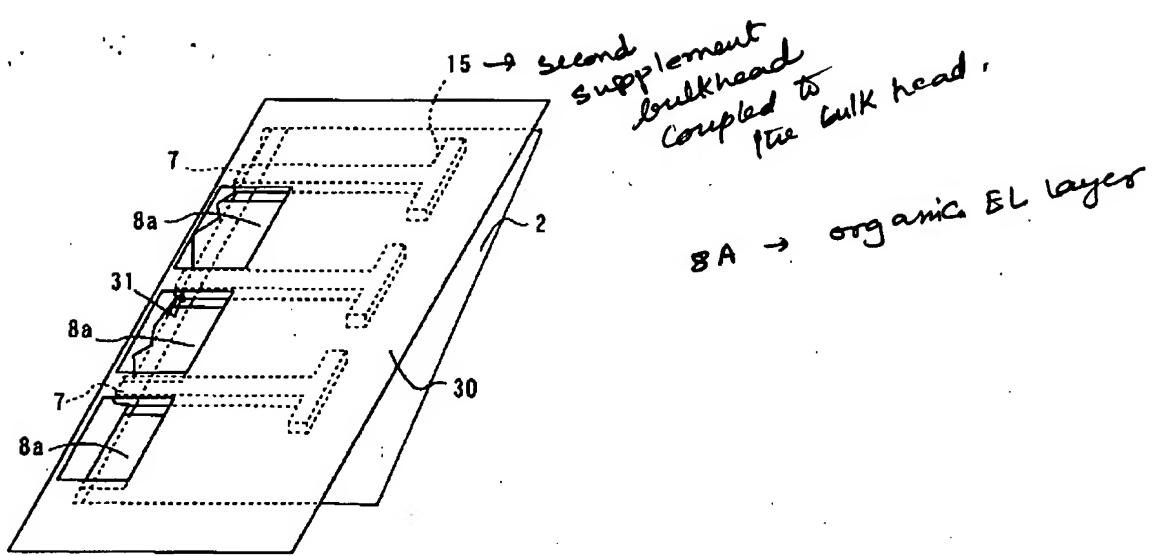 15 → second
supplement
bulkhead
coupled to
the bulk head.
7
8a
2
8A → organic EL layer
31
8a
30
7
8a